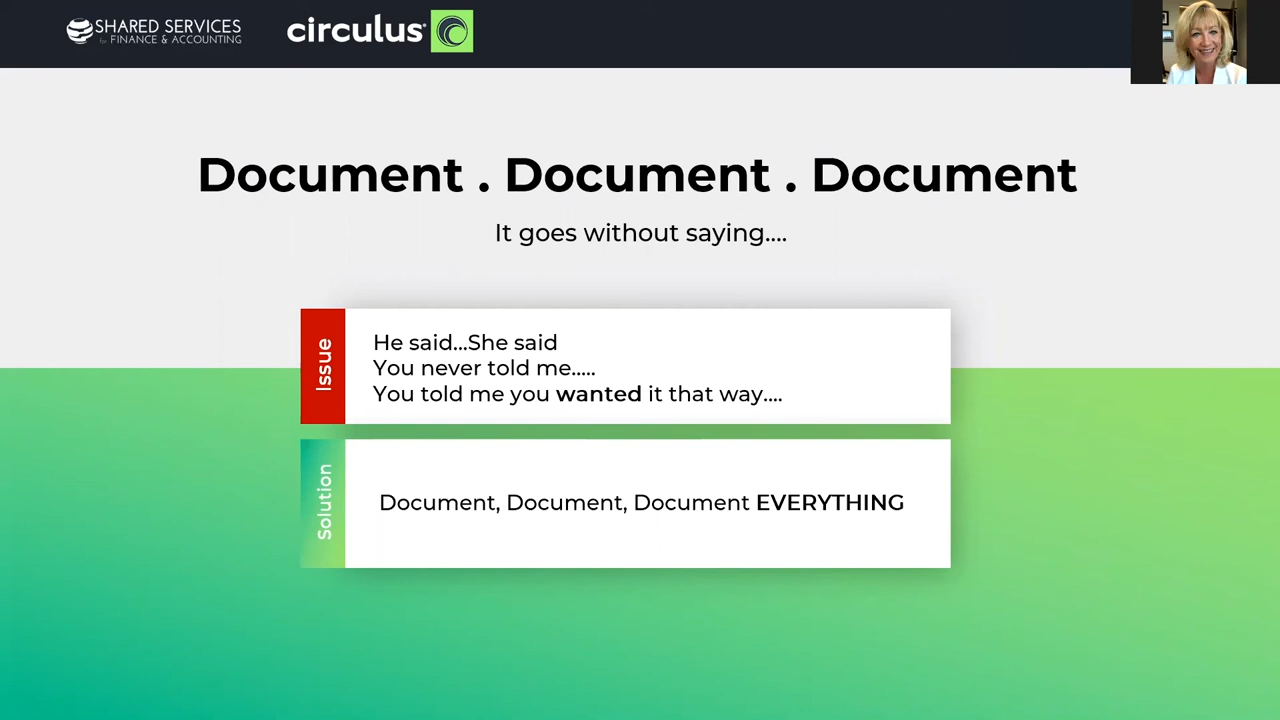 SHARED SERVICES
for FINANCE & ACCOUNTING
circulus
Document . Document . Document
It goes without saying....
Issue
He said...She said
You never told me.....
You told me you wanted it that way....
Solution
Document, Document, Document EVERYTHING